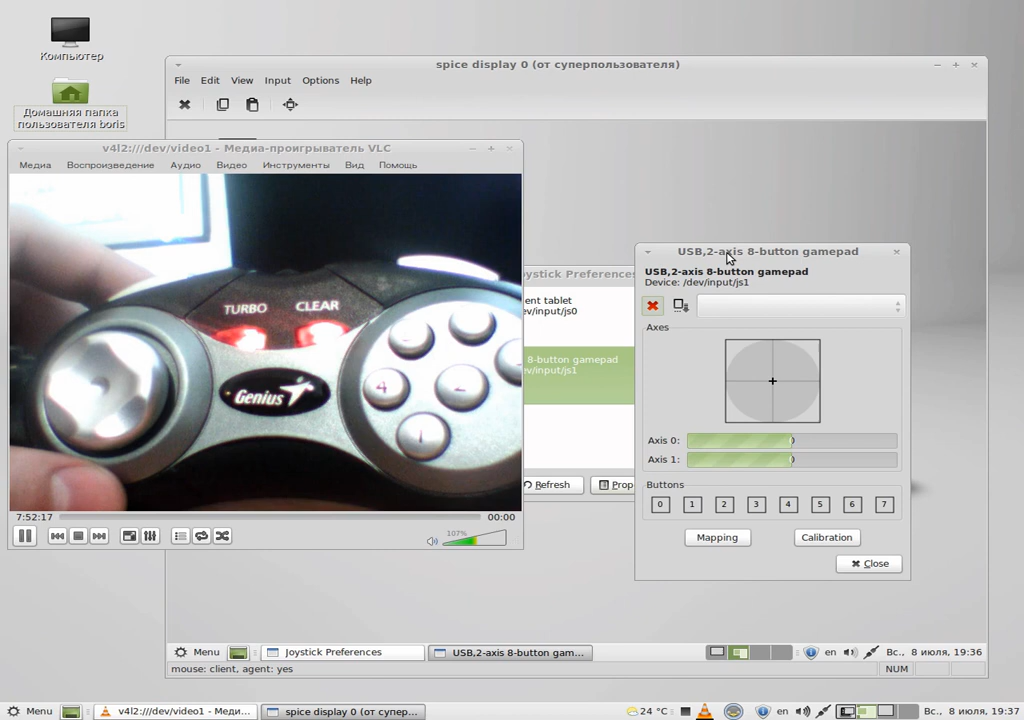 Компьютер
Домашняя папка
пользователя boris
spice display 0 (от суперпользователя)
File Edit View Input Options Help
v4l2:///dev/video1 - Медиа-проигрыватель VLC
Медиа Воспроизведение Аудио Видео Инструменты Вид Помощь
TURBO CLEAR
Genius
4
1
7:52:17 00:00
107%
oystick Preferences
ent tablet
ev/input/js0
8-button gamepad
ev/input/js1
Refresh Prop
USB,2-axis 8-button gamepad
USB,2-axis 8-button gamepad
Device: /dev/input/js1
Axes
Axis 0: 0
Axis 1: 0
Buttons
0 1 2 3 4 5 6 7
Mapping Calibration
Close
Menu Joystick Preferences USB,2-axis 8-button gam... en Вс., 8 июля, 19:36
mouse: client, agent: yes NUM
Menu v4l2:///dev/video1 - Меди... spice display 0 (от супер... 24 °C en Вс., 8 июля, 19:37